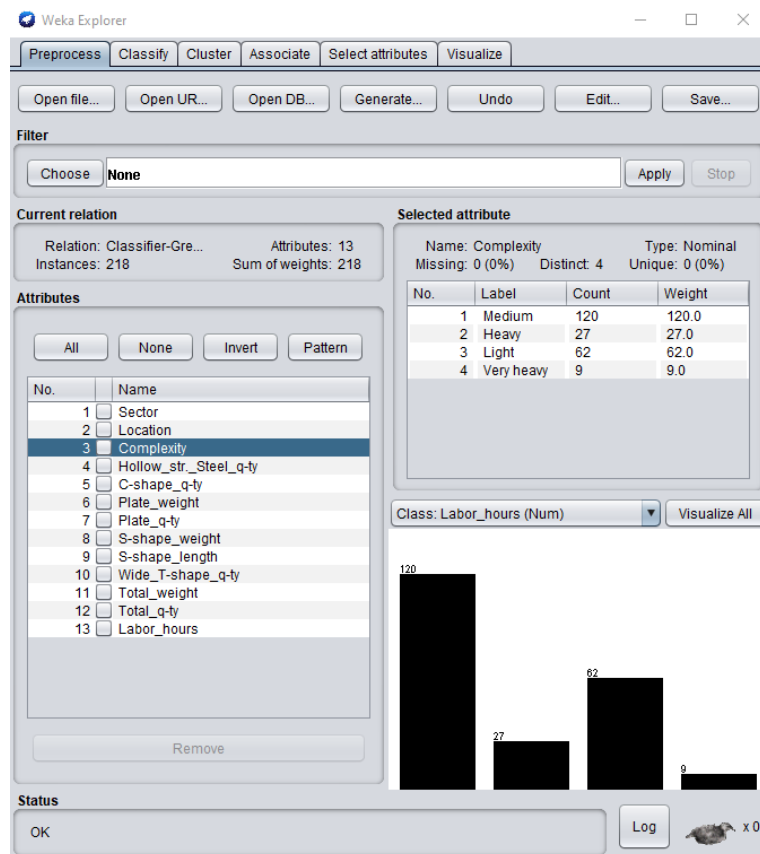 Weka Explorer
Preprocess Classify Cluster Associate Select attributes Visualize
Open file... Open UR... Open DB... Generate... Undo Edit... Save...
Filter
Choose None Apply Stop
Current relation
Relation: Classifier-Gre... Attributes: 13
Instances: 218 Sum of weights: 218
Attributes
All None Invert Pattern
No. Name
1 Sector
2 Location
3 Complexity
4 Hollow_str._Steel_q-ty
5 C-shape_q-ty
6 Plate_weight
7 Plate_q-ty
8 S-shape_weight
9 S-shape_length
10 Wide_T-shape_q-ty
11 Total_weight
12 Total_q-ty
13 Labor_hours
Remove
Selected attribute
Name: Complexity Type: Nominal
Missing: 0 (0%) Distinct: 4 Unique: 0 (0%)
No. Label Count Weight
1 Medium 120 120.0
2 Heavy 27 27.0
3 Light 62 62.0
4 Very heavy 9 9.0
Class: Labor_hours (Num) Visualize All
120
27
62
9
Status
OK
Log x 0